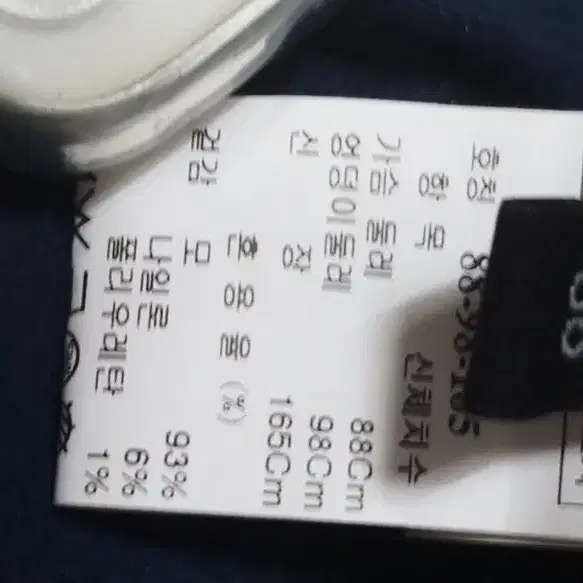 호칭 88-98-165
항 목 신체치수
가슴 둘레 88Cm
엉덩이둘레 98Cm
신 장 165Cm
혼 용 율 (%)
겉감 모 93%
나일론 6%
폴리우레탄 1%